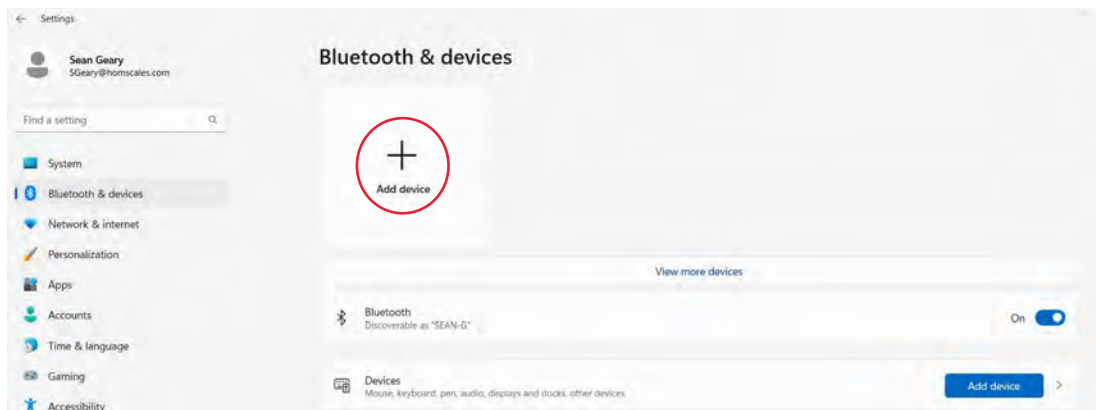 Settings
Sean Geary
SGeary@homscales.com
Find a setting
System
Bluetooth & devices
Network & internet
Personalization
Apps
Accounts
Time & language
Gaming
Accessibility
Bluetooth & devices
Add device
View more devices
Bluetooth
Discoverable as "SEAN-G"
On
Devices
Mouse, keyboard, pen, audio, displays and docks, other devices
Add device